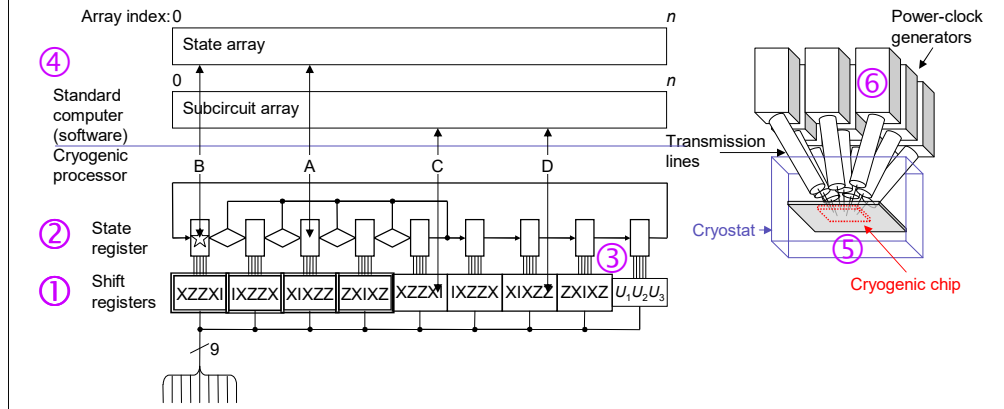 Array index: 0 n
State array
④
0 n
Subcircuit array
Standard
computer
(software)
Cryogenic
processor
B A C D
②
State
register
③
①
Shift
registers
XZZXI IXZZX XIXZZ ZXIXZ XZZXI IXZZX XIXZZ ZXIXZ U1U2U3
9
Power-clock
generators
⑥
Transmission
lines
Cryostat
⑤
Cryogenic chip